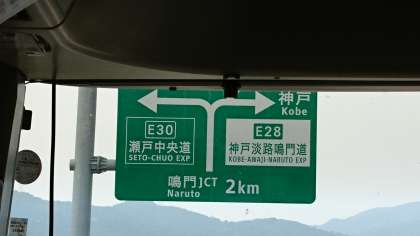 神戸
Kobe
E30
瀬戸中央道
SETO-CHUO EXP
E28
神戸淡路鳴門道
KOBE-AWAJI-NARUTO EXP
鳴門JCT 2km
Naruto